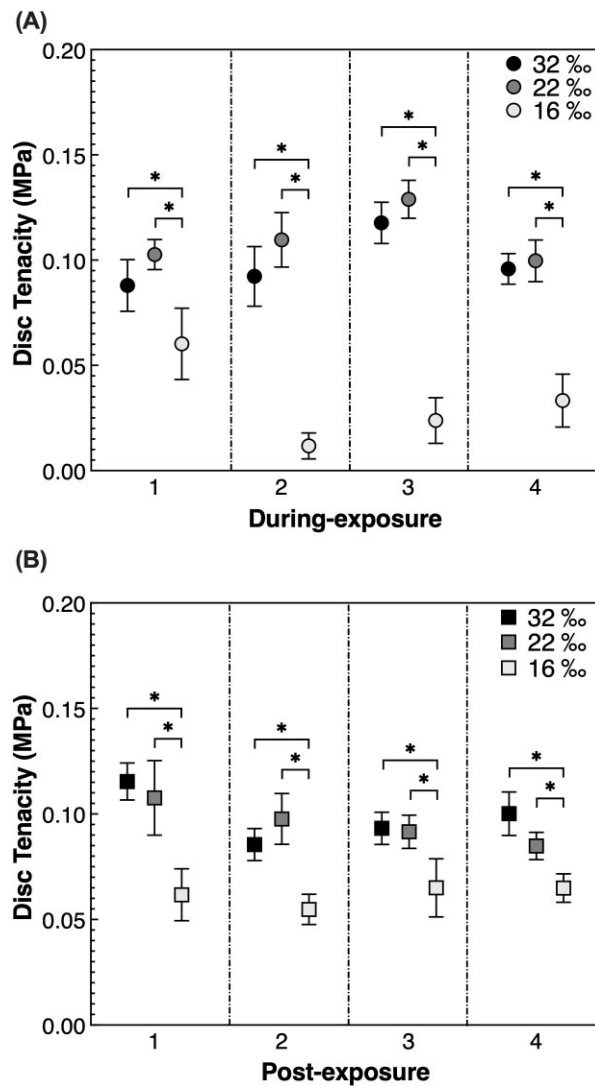 (A)
0.20
0.15
0.10
0.05
0.00
Disc Tenacity (MPa)
32 ‰
22 ‰
16 ‰
* * * *
* * * *
1 2 3 4
During-exposure
(B)
0.20
0.15
0.10
0.05
0.00
Disc Tenacity (MPa)
32 ‰
22 ‰
16 ‰
* * * *
* * * *
1 2 3 4
Post-exposure